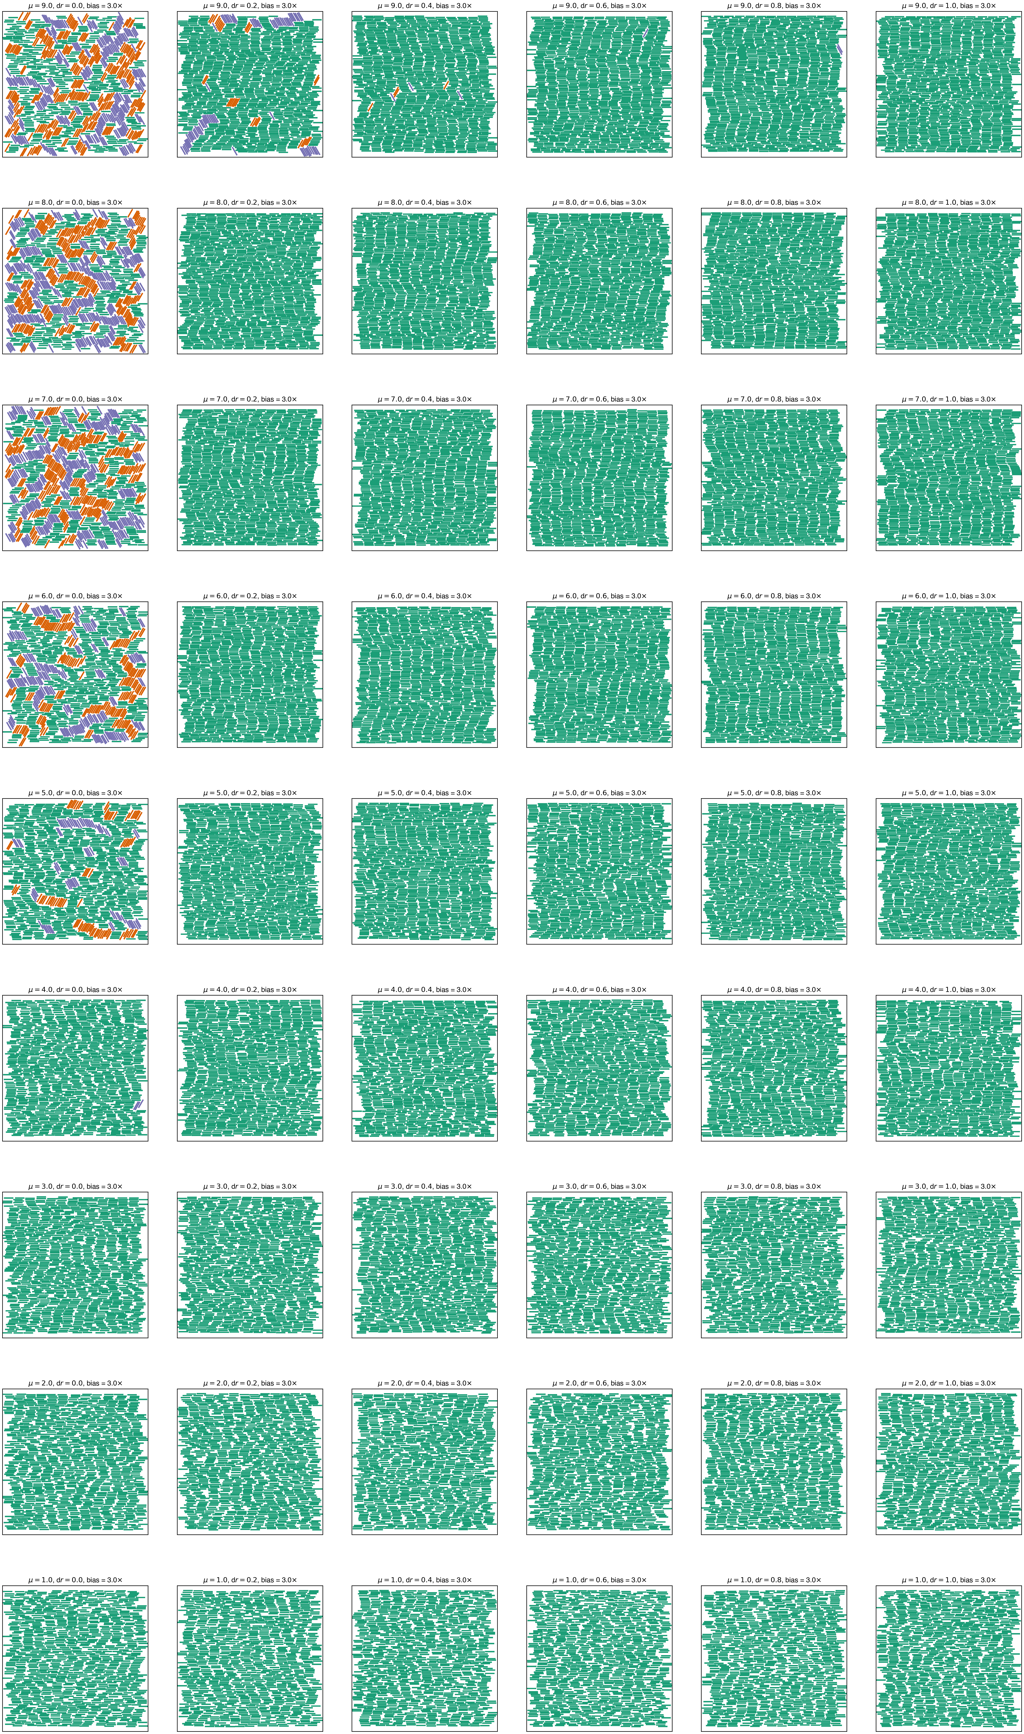 μ = 9.0, dr = 0.0, bias = 3.0×
μ = 9.0, dr = 0.2, bias = 3.0×
μ = 9.0, dr = 0.4, bias = 3.0×
μ = 9.0, dr = 0.6, bias = 3.0×
μ = 9.0, dr = 0.8, bias = 3.0×
μ = 9.0, dr = 1.0, bias = 3.0×
μ = 8.0, dr = 0.0, bias = 3.0×
μ = 8.0, dr = 0.2, bias = 3.0×
μ = 8.0, dr = 0.4, bias = 3.0×
μ = 8.0, dr = 0.6, bias = 3.0×
μ = 8.0, dr = 0.8, bias = 3.0×
μ = 8.0, dr = 1.0, bias = 3.0×
μ = 7.0, dr = 0.0, bias = 3.0×
μ = 7.0, dr = 0.2, bias = 3.0×
μ = 7.0, dr = 0.4, bias = 3.0×
μ = 7.0, dr = 0.6, bias = 3.0×
μ = 7.0, dr = 0.8, bias = 3.0×
μ = 7.0, dr = 1.0, bias = 3.0×
μ = 6.0, dr = 0.0, bias = 3.0×
μ = 6.0, dr = 0.2, bias = 3.0×
μ = 6.0, dr = 0.4, bias = 3.0×
μ = 6.0, dr = 0.6, bias = 3.0×
μ = 6.0, dr = 0.8, bias = 3.0×
μ = 6.0, dr = 1.0, bias = 3.0×
μ = 5.0, dr = 0.0, bias = 3.0×
μ = 5.0, dr = 0.2, bias = 3.0×
μ = 5.0, dr = 0.4, bias = 3.0×
μ = 5.0, dr = 0.6, bias = 3.0×
μ = 5.0, dr = 0.8, bias = 3.0×
μ = 5.0, dr = 1.0, bias = 3.0×
μ = 4.0, dr = 0.0, bias = 3.0×
μ = 4.0, dr = 0.2, bias = 3.0×
μ = 4.0, dr = 0.4, bias = 3.0×
μ = 4.0, dr = 0.6, bias = 3.0×
μ = 4.0, dr = 0.8, bias = 3.0×
μ = 4.0, dr = 1.0, bias = 3.0×
μ = 3.0, dr = 0.0, bias = 3.0×
μ = 3.0, dr = 0.2, bias = 3.0×
μ = 3.0, dr = 0.4, bias = 3.0×
μ = 3.0, dr = 0.6, bias = 3.0×
μ = 3.0, dr = 0.8, bias = 3.0×
μ = 3.0, dr = 1.0, bias = 3.0×
μ = 2.0, dr = 0.0, bias = 3.0×
μ = 2.0, dr = 0.2, bias = 3.0×
μ = 2.0, dr = 0.4, bias = 3.0×
μ = 2.0, dr = 0.6, bias = 3.0×
μ = 2.0, dr = 0.8, bias = 3.0×
μ = 2.0, dr = 1.0, bias = 3.0×
μ = 1.0, dr = 0.0, bias = 3.0×
μ = 1.0, dr = 0.2, bias = 3.0×
μ = 1.0, dr = 0.4, bias = 3.0×
μ = 1.0, dr = 0.6, bias = 3.0×
μ = 1.0, dr = 0.8, bias = 3.0×
μ = 1.0, dr = 1.0, bias = 3.0×